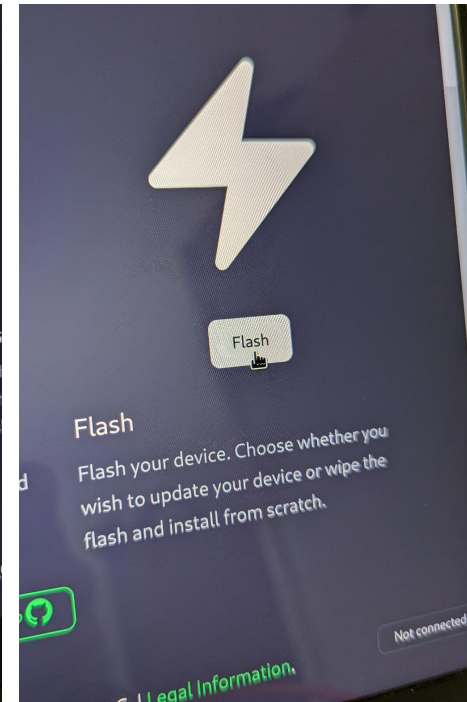 Flash
Flash
Flash your device. Choose whether you
wish to update your device or wipe the
flash and install from scratch.
d
Not connected
Legal Information.